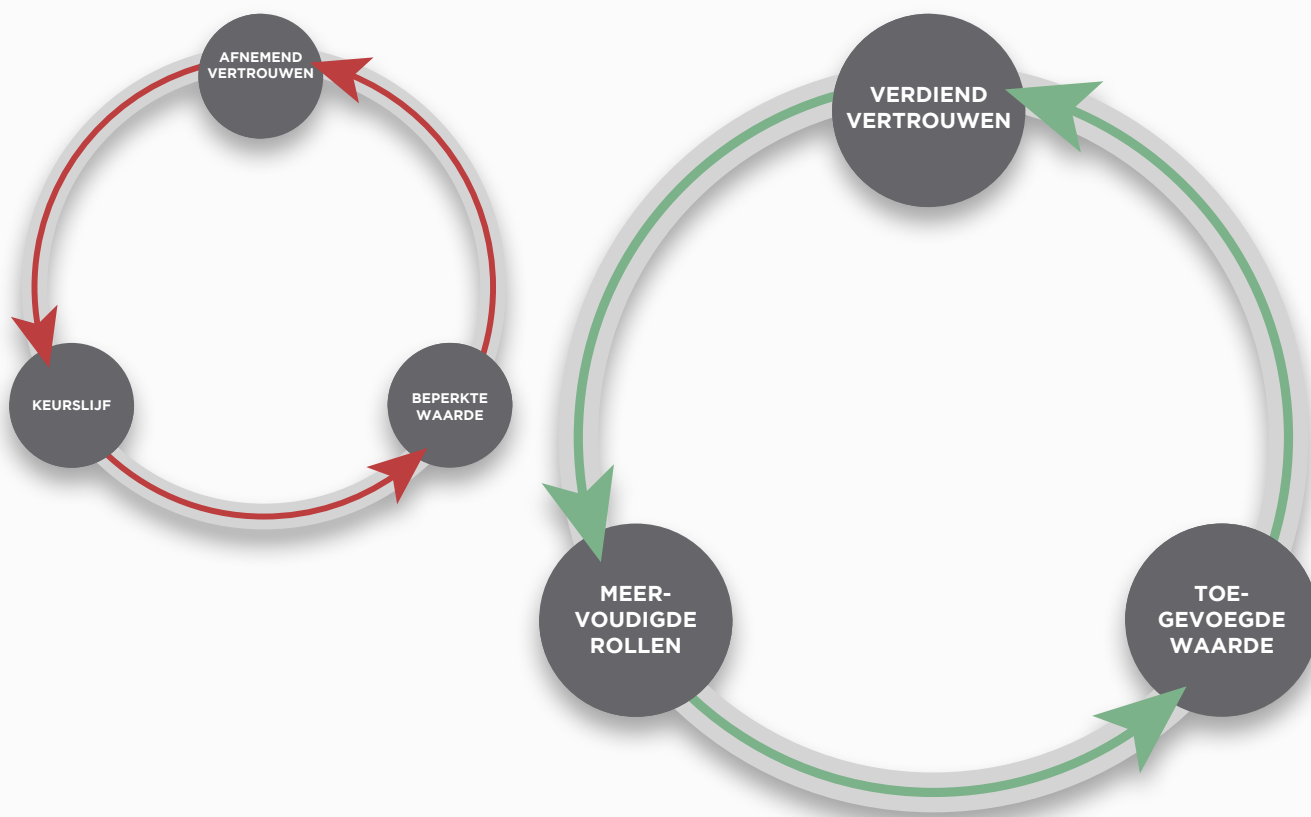 AFNEMEND
VERTROUWEN
KEURSLIJF
BEPERKTE
WAARDE
VERDIEND
VERTROUWEN
MEER-
VOUDIGDE
ROLLEN
TOE-
GEVOEGDE
WAARDE